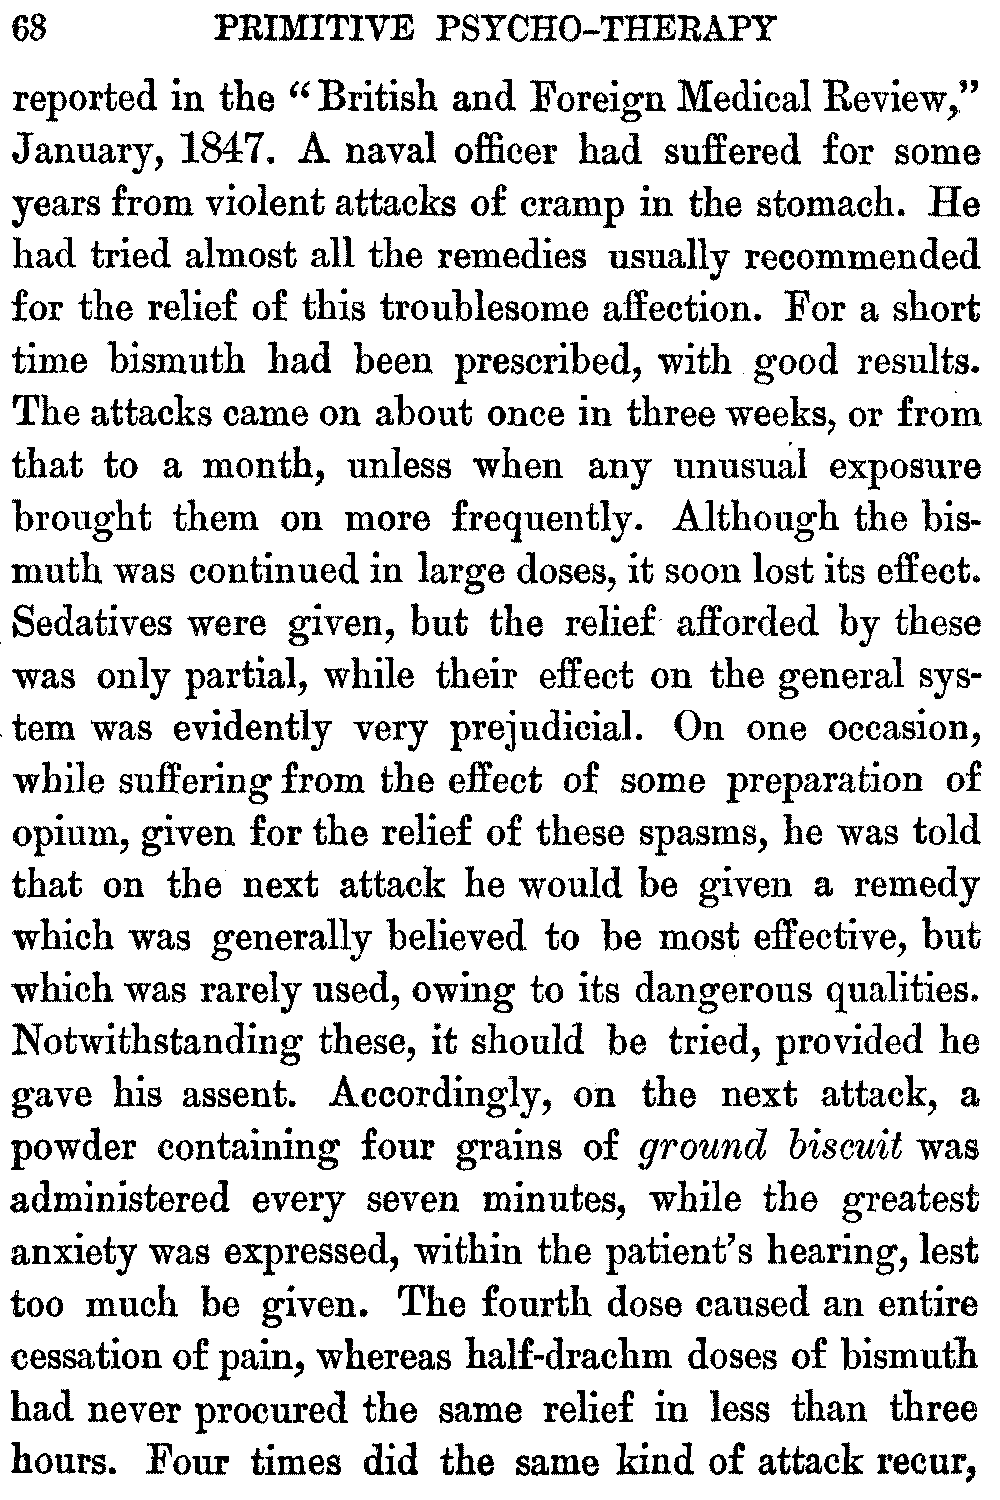 68 PRIMITIVE PSYCHO-THERAPY
reported in the “British and Foreign Medical Review,”
January, 1847. A naval officer had suffered for some
years from violent attacks of cramp in the stomach. He
had tried almost all the remedies usually recommended
for the relief of this troublesome affection. For a short
time bismuth had been prescribed, with good results.
The attacks came on about once in three weeks, or from
that to a month, unless when any unusual exposure
brought them on more frequently. Although the bis-
muth was continued in large doses, it soon lost its effect.
Sedatives were given, but the relief afforded by these
was only partial, while their effect on the general sys-
tem was evidently very prejudicial. On one occasion,
while suffering from the effect of some preparation of
opium, given for the relief of these spasms, he was told
that on the next attack he would be given a remedy
which was generally believed to be most effective, but
which was rarely used, owing to its dangerous qualities.
Notwithstanding these, it should be tried, provided he
gave his assent. Accordingly, on the next attack, a
powder containing four grains of ground biscuit was
administered every seven minutes, while the greatest
anxiety was expressed, within the patient’s hearing, lest
too much be given. The fourth dose caused an entire
cessation of pain, whereas half-drachm doses of bismuth
had never procured the same relief in less than three
hours. Four times did the same kind of attack recur,